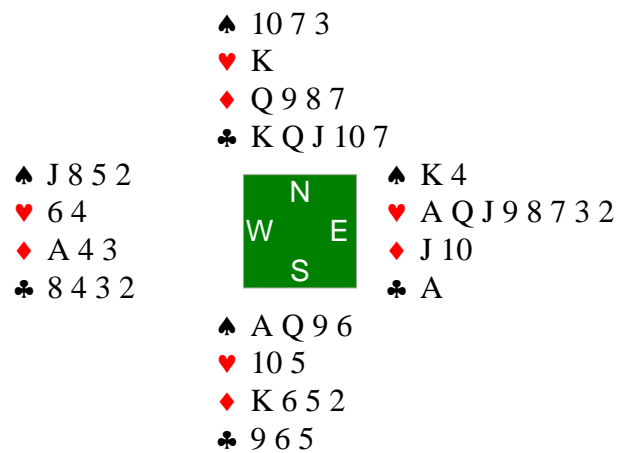 ♠ 10 7 3
♥ K
♦ Q 9 8 7
♣ K Q J 10 7
♠ J 8 5 2
♥ 6 4
♦ A 4 3
♣ 8 4 3 2
N
W E
S
♠ K 4
♥ A Q J 9 8 7 3 2
♦ J 10
♣ A
♠ A Q 9 6
♥ 10 5
♦ K 6 5 2
♣ 9 6 5